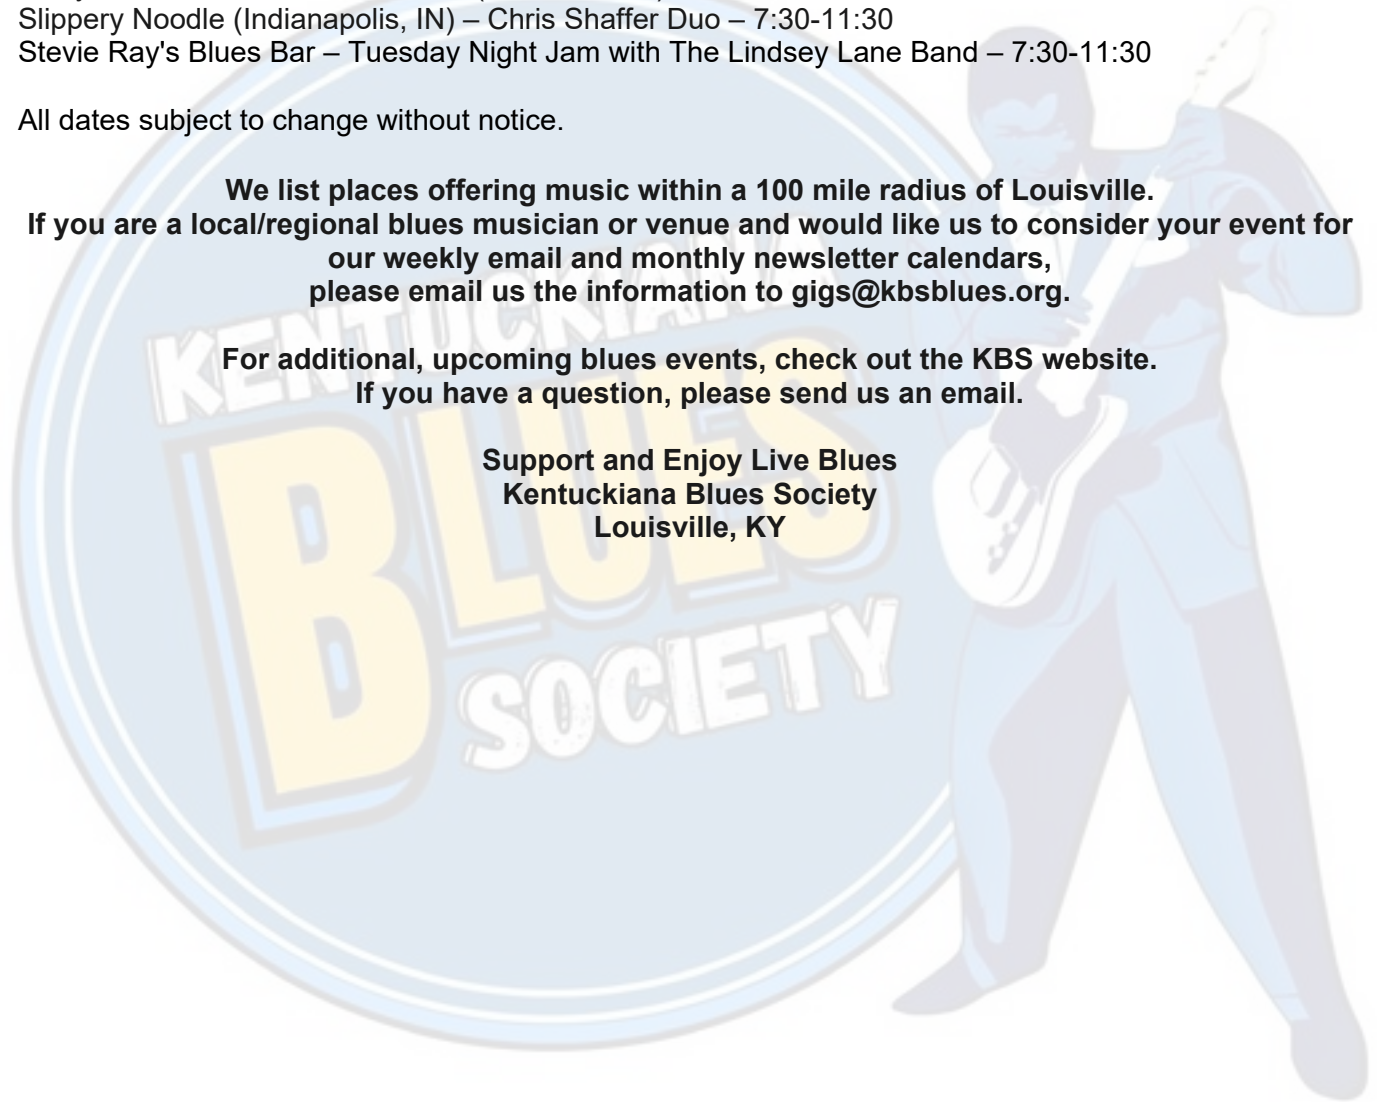 Slippery Noodle (Indianapolis, IN) – Chris Shaffer Duo – 7:30-11:30
Stevie Ray's Blues Bar – Tuesday Night Jam with The Lindsey Lane Band – 7:30-11:30
All dates subject to change without notice.
We list places offering music within a 100 mile radius of Louisville.
If you are a local/regional blues musician or venue and would like us to consider your event for
our weekly email and monthly newsletter calendars,
please email us the information to gigs@kbsblues.org.
For additional, upcoming blues events, check out the KBS website.
If you have a question, please send us an email.
Support and Enjoy Live Blues
Kentuckiana Blues Society
Louisville, KY
KENTUCKIANA
BLUES
SOCIETY